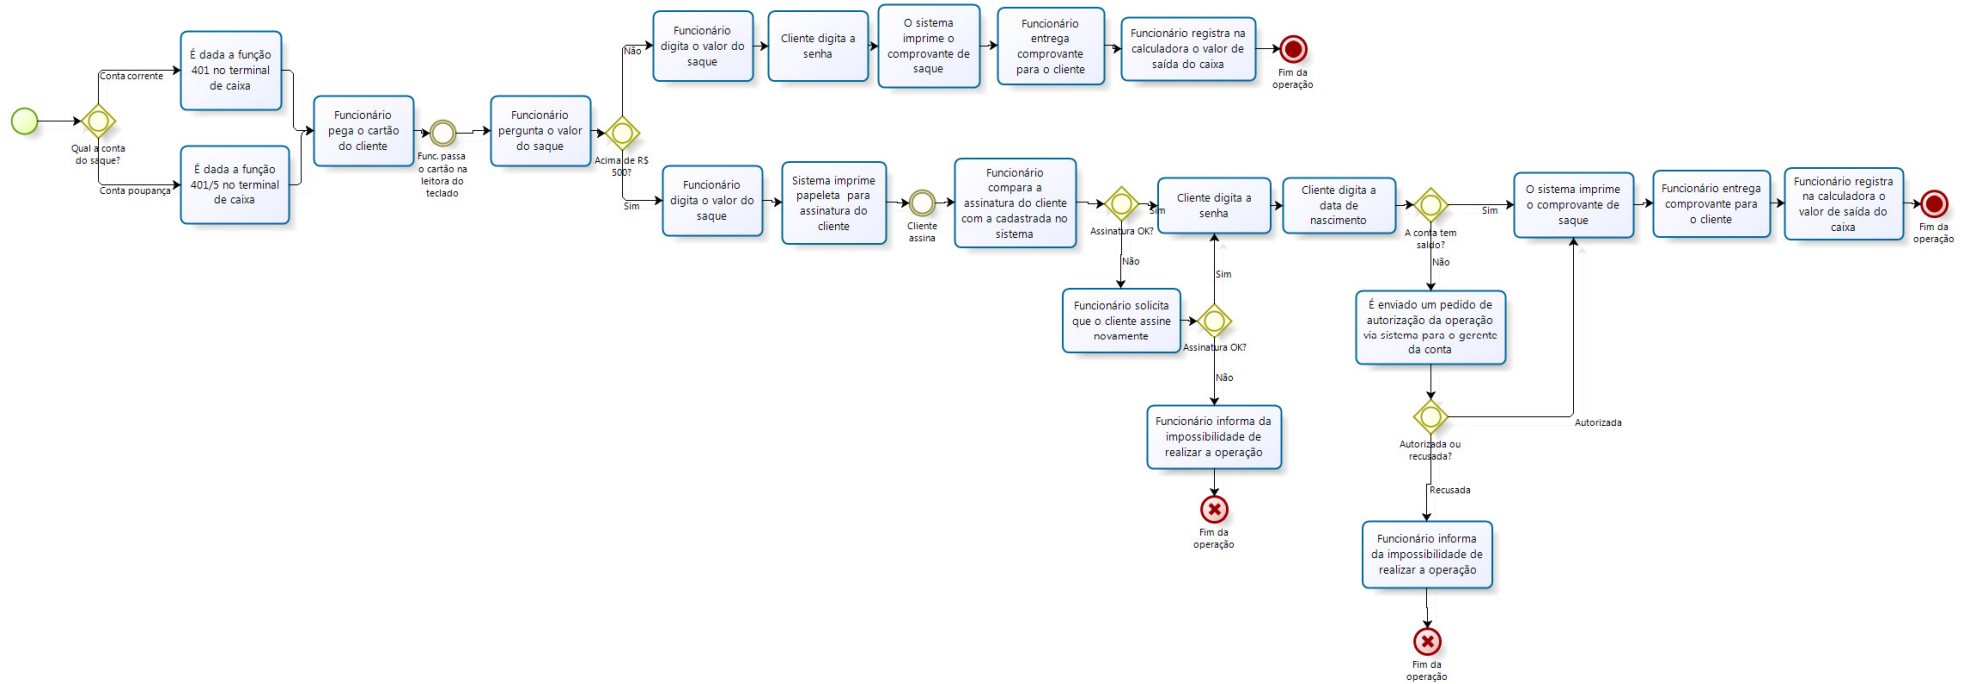 Qual a conta
do saque?
Conta corrente
É dada a função
401 no terminal
de caixa
Conta poupança
É dada a função
401/5 no terminal
de caixa
Funcionário
pega o cartão
do cliente
Func. passa
o cartão na
leitora do
teclado
Funcionário
pergunta o valor
do saque
Acima de R$
500?
Não
Funcionário
digita o valor do
saque
Cliente digita a
senha
O sistema
imprime o
comprovante de
saque
Funcionário
entrega
comprovante
para o cliente
Funcionário registra na
calculadora o valor de
saída do caixa
Fim da
operação
Sim
Funcionário
digita o valor do
saque
Sistema imprime
papeleta para
assinatura do
cliente
Cliente
assina
Funcionário
compara a
assinatura do cliente
com a cadastrada no
sistema
Assinatura OK?
Sim
Cliente digita a
senha
Cliente digita a
data de
nascimento
A conta tem
saldo?
Sim
O sistema imprime
o comprovante de
saque
Funcionário entrega
comprovante para
o cliente
Funcionário registra
na calculadora o
valor de saída do
caixa
Fim da
operação
Não
Funcionário solicita
que o cliente assine
novamente
Assinatura OK?
Sim
Não
Funcionário informa da
impossibilidade de
realizar a operação
Fim da
operação
Não
É enviado um pedido de
autorização da operação
via sistema para o gerente
da conta
Autorizada ou
recusada?
Autorizada
Recusada
Funcionário informa
da impossibilidade de
realizar a operação
Fim da
operação